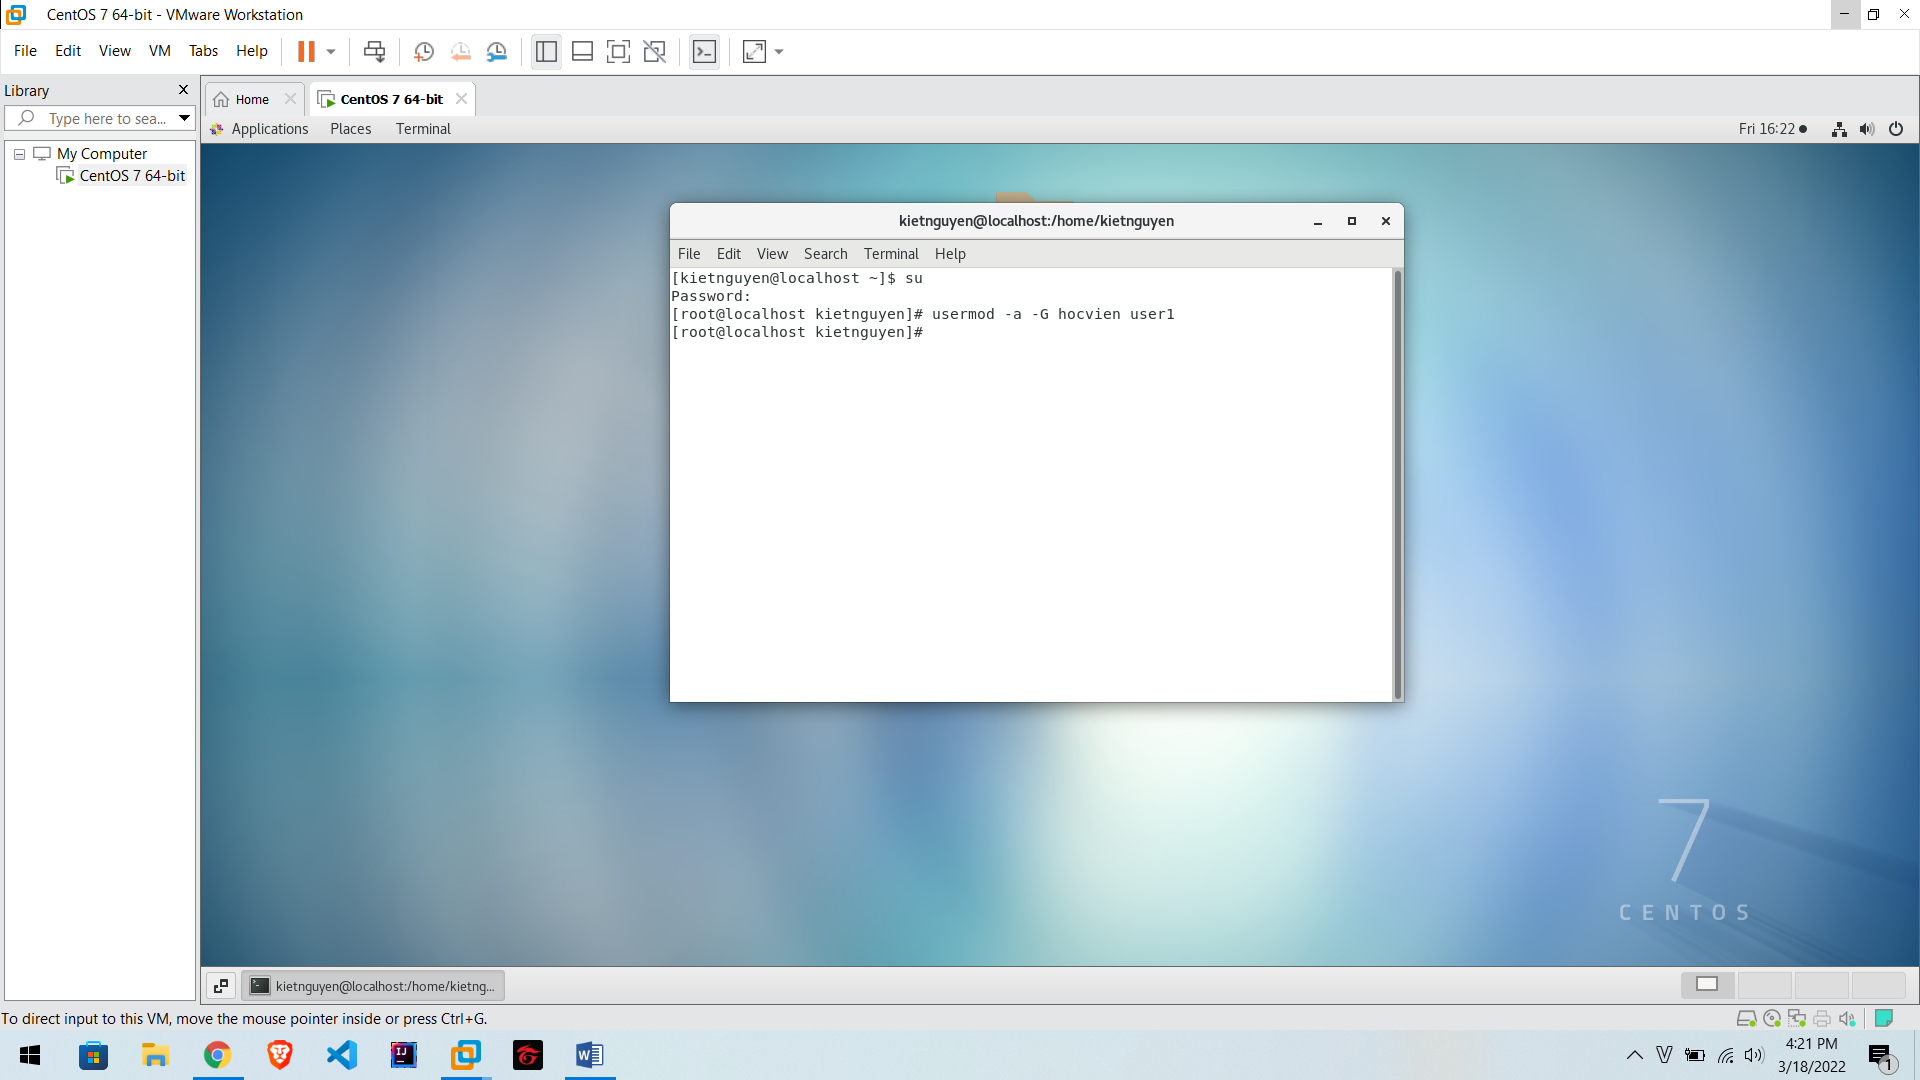 CentOS 7 64-bit - VMware Workstation
File Edit View VM Tabs Help
Library
Type here to sea...
My Computer
CentOS 7 64-bit
Home
CentOS 7 64-bit
Applications Places Terminal
Fri 16:22
kietnguyen@localhost:/home/kietnguyen
File Edit View Search Terminal Help
[kietnguyen@localhost ~]$ su
Password:
[root@localhost kietnguyen]# usermod -a -G hocvien user1
[root@localhost kietnguyen]#
7
CENTOS
kietnguyen@localhost:/home/kietng...
To direct input to this VM, move the mouse pointer inside or press Ctrl+G.
4:21 PM
3/18/2022
1